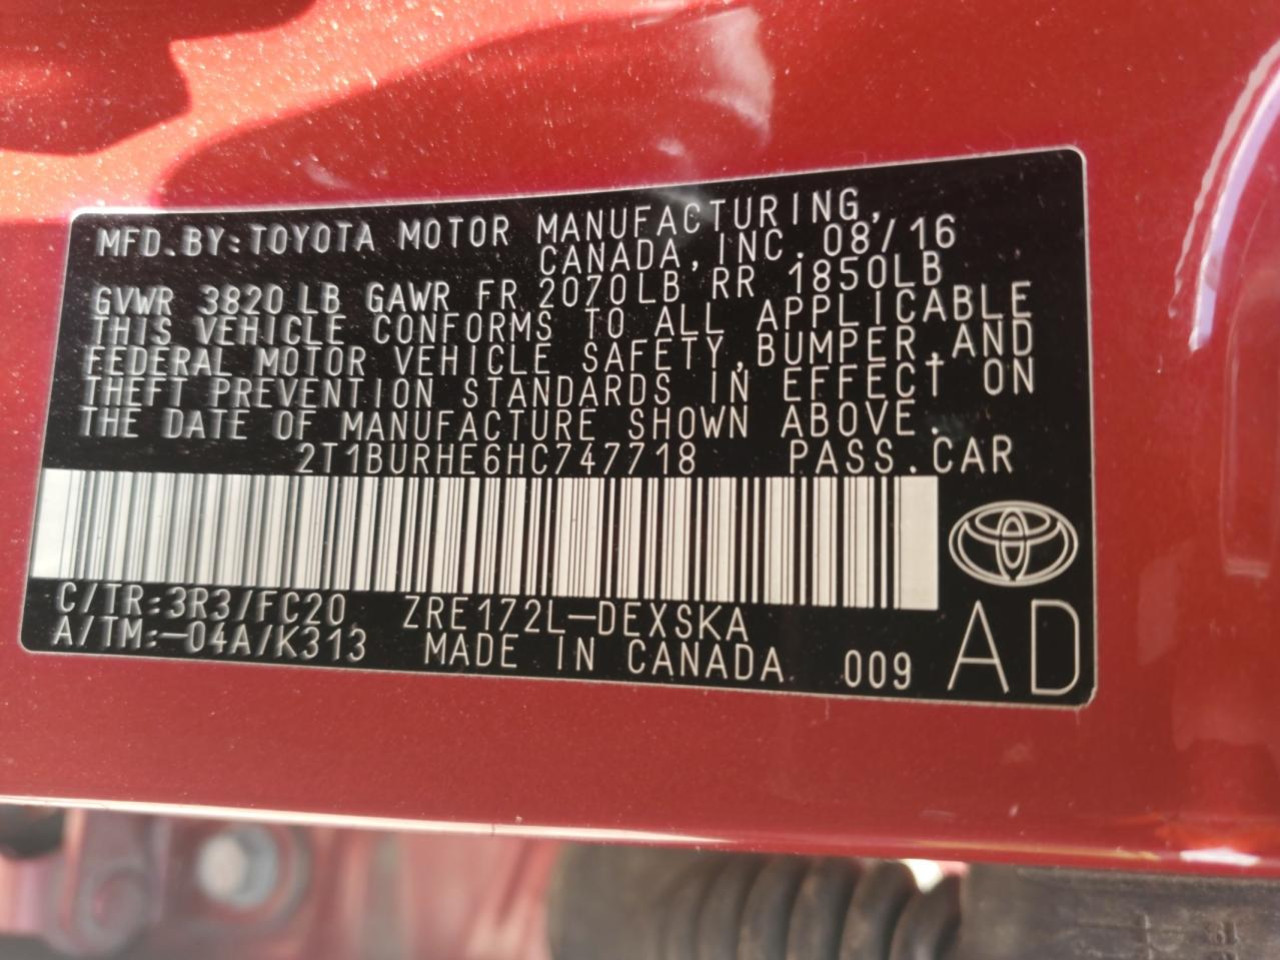 MFD.BY:TOYOTA MOTOR MANUFACTURING,
CANADA, INC. 08/16
GVWR 3820LB GAWR FR 2070LB RR 1850LB
THIS VEHICLE CONFORMS TO ALL APPLICABLE
FEDERAL MOTOR VEHICLE SAFETY,BUMPER,AND
THEFT PREVENTION STANDARDS IN EFFECT ON
THE DATE OF MANUFACTURE SHOWN ABOVE.
2T1BURHE6HC747718 PASS.CAR
C/TR:3R3/FC20 ZRE172L-DEXSKA
A/TM:-04A/K313 MADE IN CANADA 009 AD